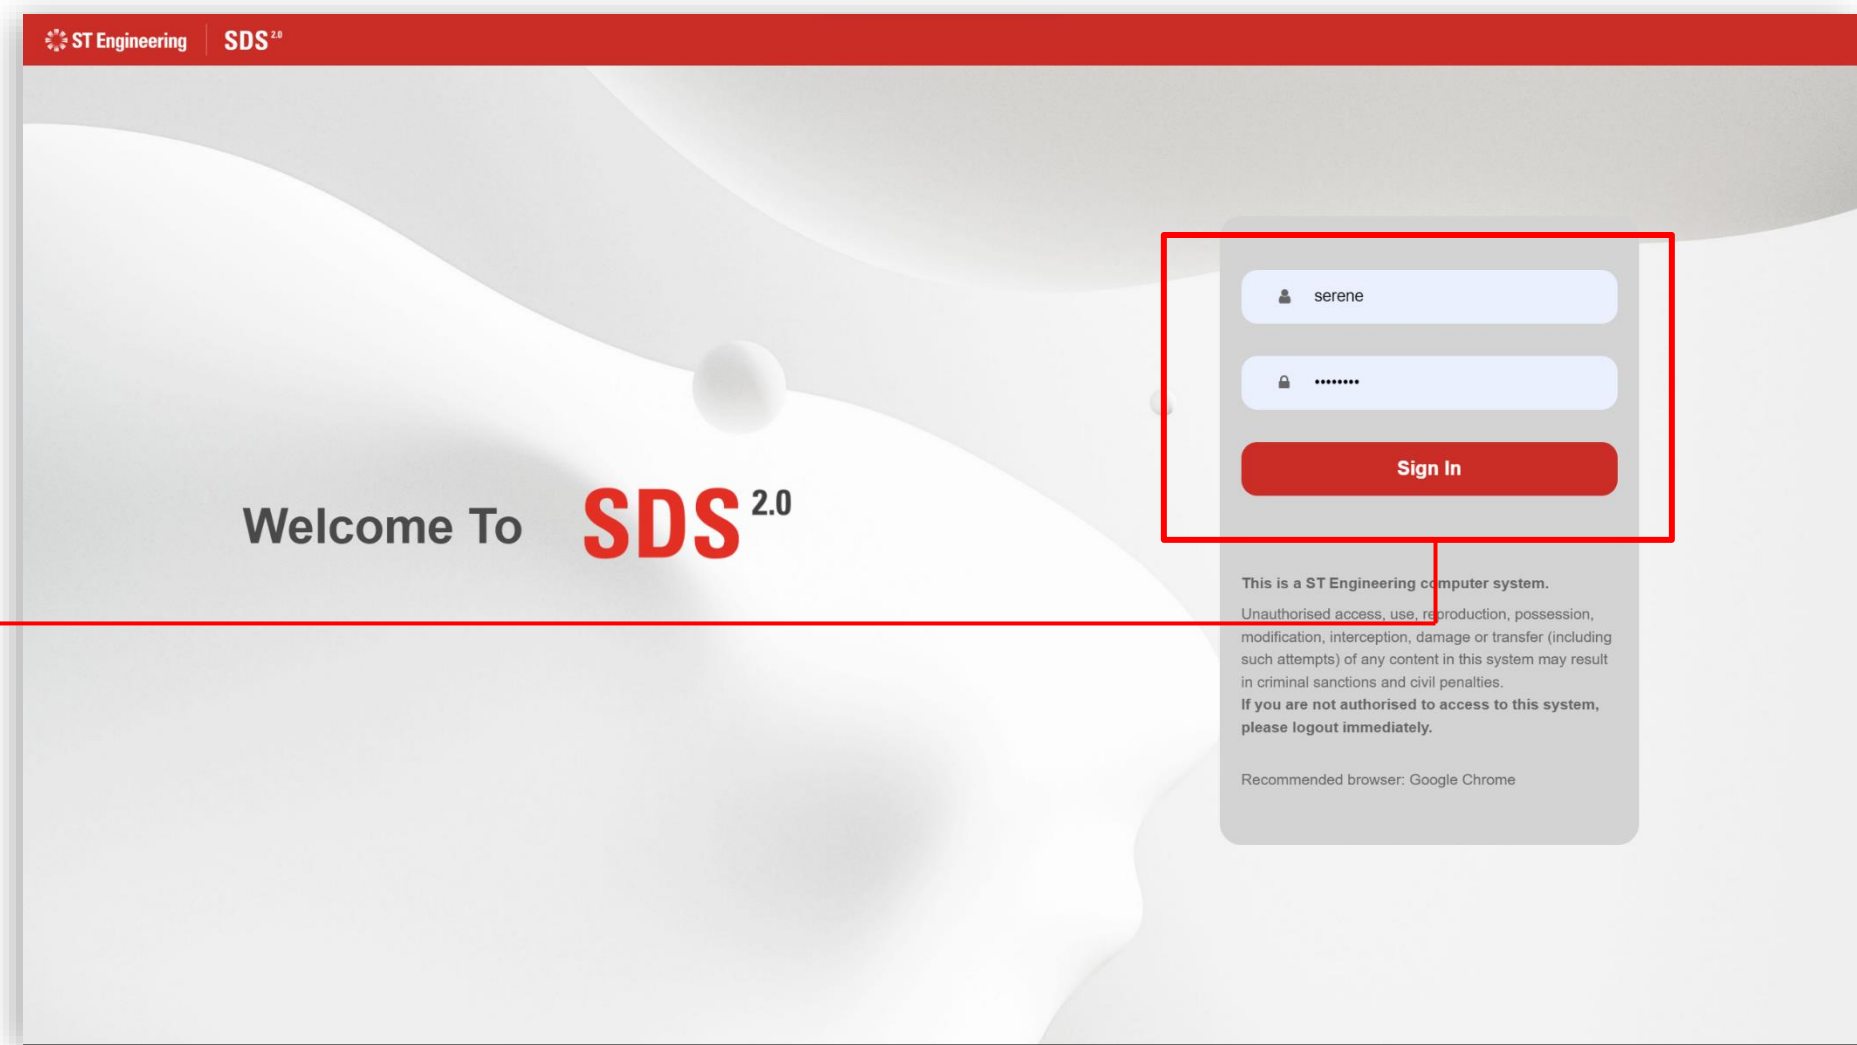 ST Engineering SDS 2.0
serene
••••••••
Sign In
Welcome To SDS 2.0
This is a ST Engineering computer system.
Unauthorised access, use, reproduction, possession,
modification, interception, damage or transfer (including
such attempts) of any content in this system may result
in criminal sanctions and civil penalties.
If you are not authorised to access to this system,
please logout immediately.
Recommended browser: Google Chrome